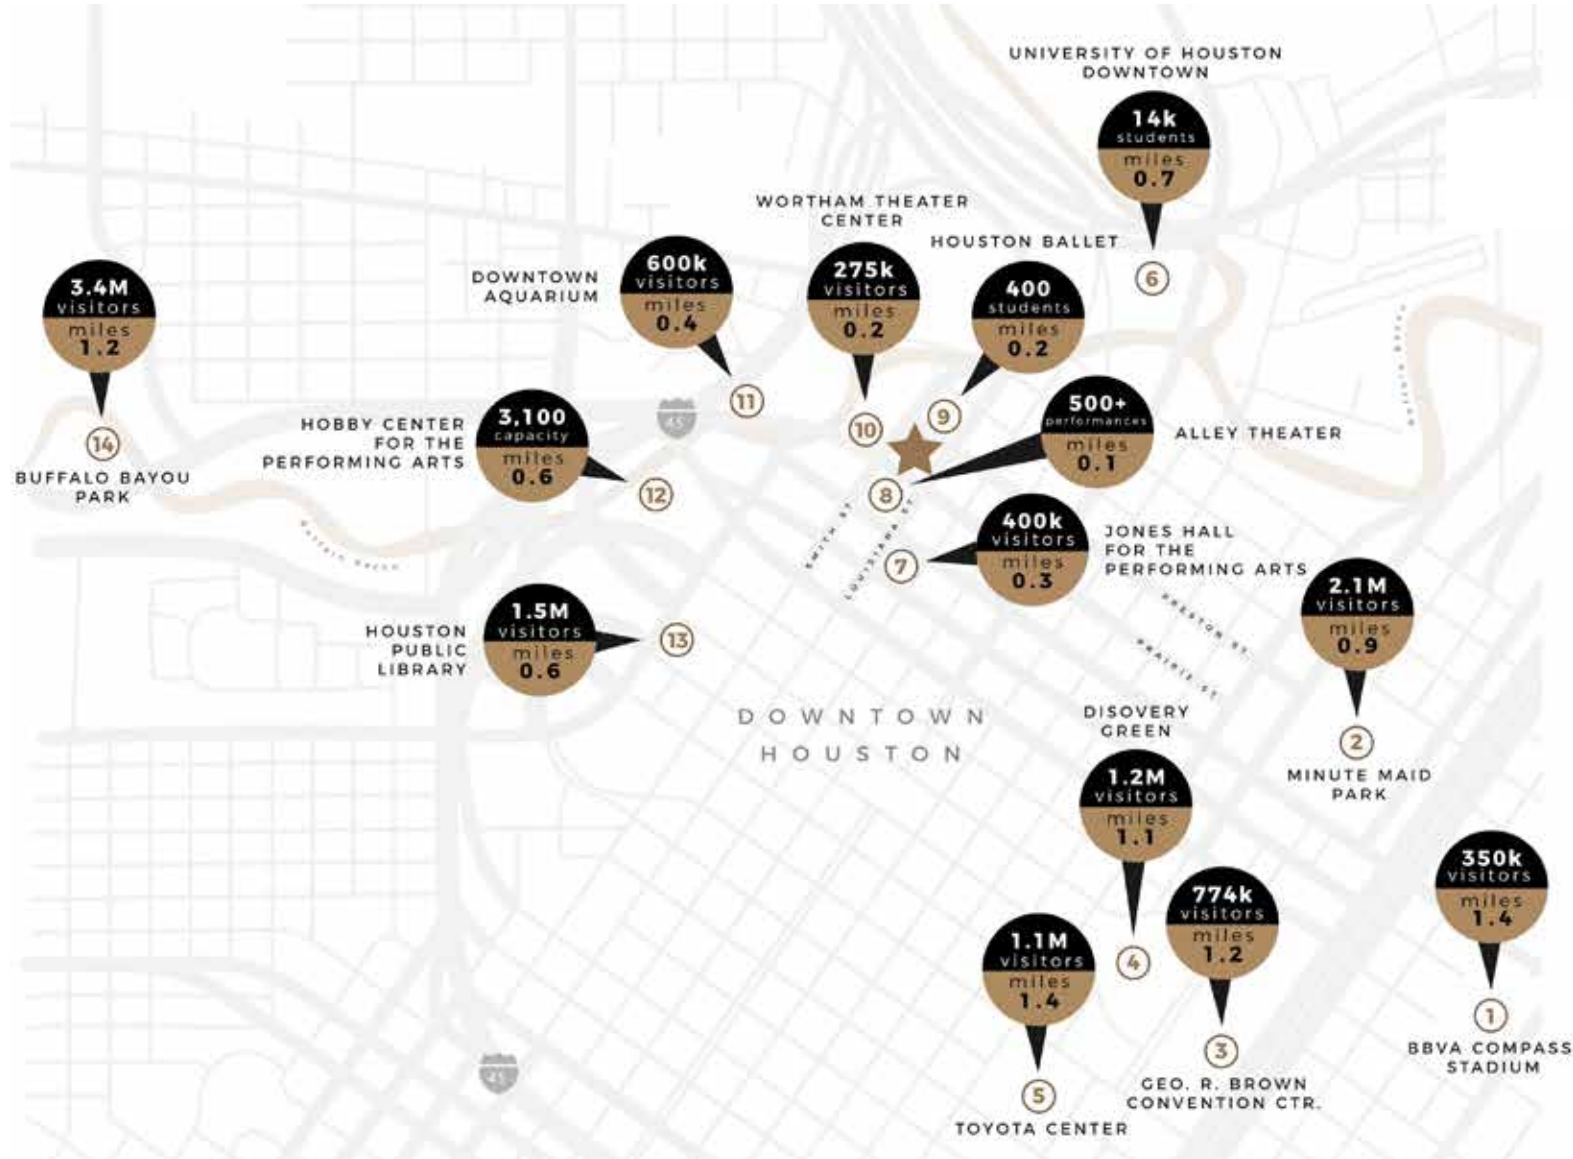 UNIVERSITY OF HOUSTON
DOWNTOWN
14k
students
miles
0.7
6
WORTHAM THEATER
CENTER
275k
visitors
miles
0.2
10
HOUSTON BALLET
400
students
miles
0.2
9
DOWNTOWN
AQUARIUM
600k
visitors
miles
0.4
11
3.4M
visitors
miles
1.2
14
BUFFALO BAYOU
PARK
HOBBY CENTER
FOR THE
PERFORMING ARTS
3,100
capacity
miles
0.6
12
45
500+
performances
miles
0.1
ALLEY THEATER
8
SMITH ST
LOUISIANA ST
400k
visitors
miles
0.3
JONES HALL
FOR THE
PERFORMING ARTS
7
HOUSTON
PUBLIC
LIBRARY
1.5M
visitors
miles
0.6
13
PRESTON ST.
PRAIRIE ST
2.1M
visitors
miles
0.9
2
MINUTE MAID
PARK
DOWNTOWN
HOUSTON
DISOVERY
GREEN
1.2M
visitors
miles
1.1
4
774k
visitors
miles
1.2
3
GEO. R. BROWN
CONVENTION CTR.
350k
visitors
miles
1.4
1
BBVA COMPASS
STADIUM
1.1M
visitors
miles
1.4
5
TOYOTA CENTER
45